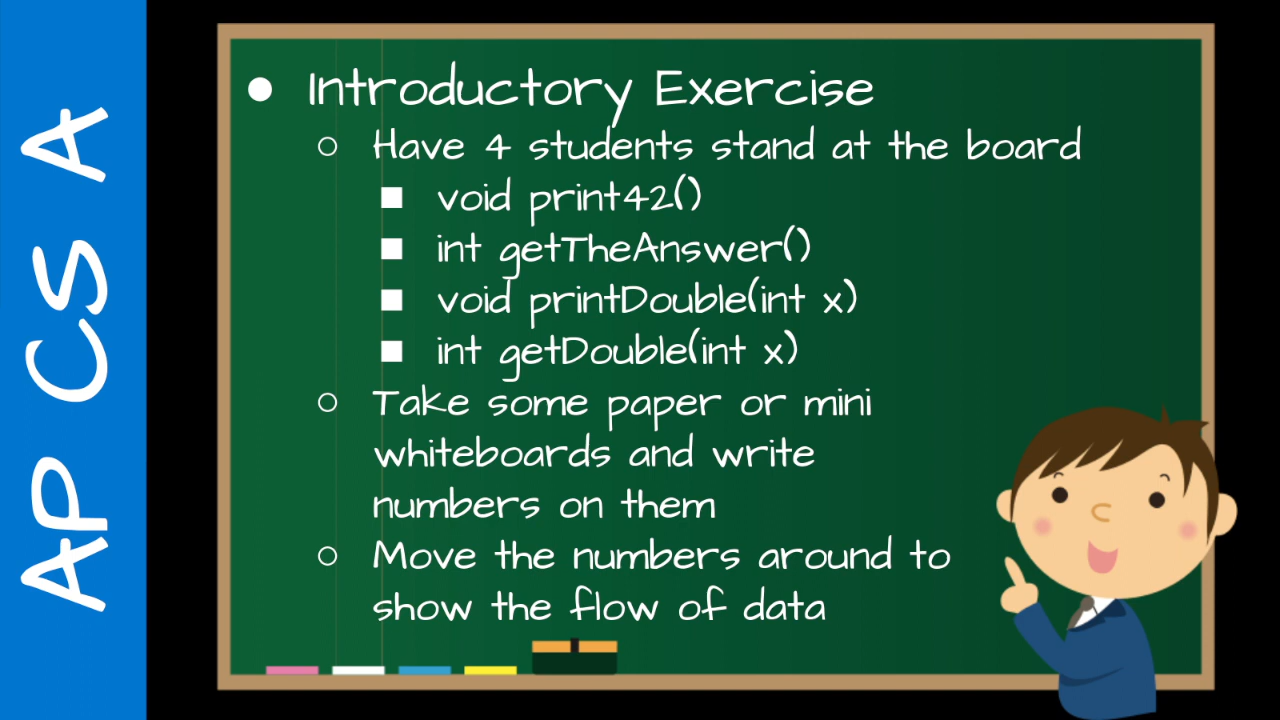 AP CS A
● Introductory Exercise
○ Have 4 students stand at the board
■ void print42()
■ int getTheAnswer()
■ void printDouble(int x)
■ int getDouble(int x)
○ Take some paper or mini
whiteboards and write
numbers on them
○ Move the numbers around to
show the flow of data